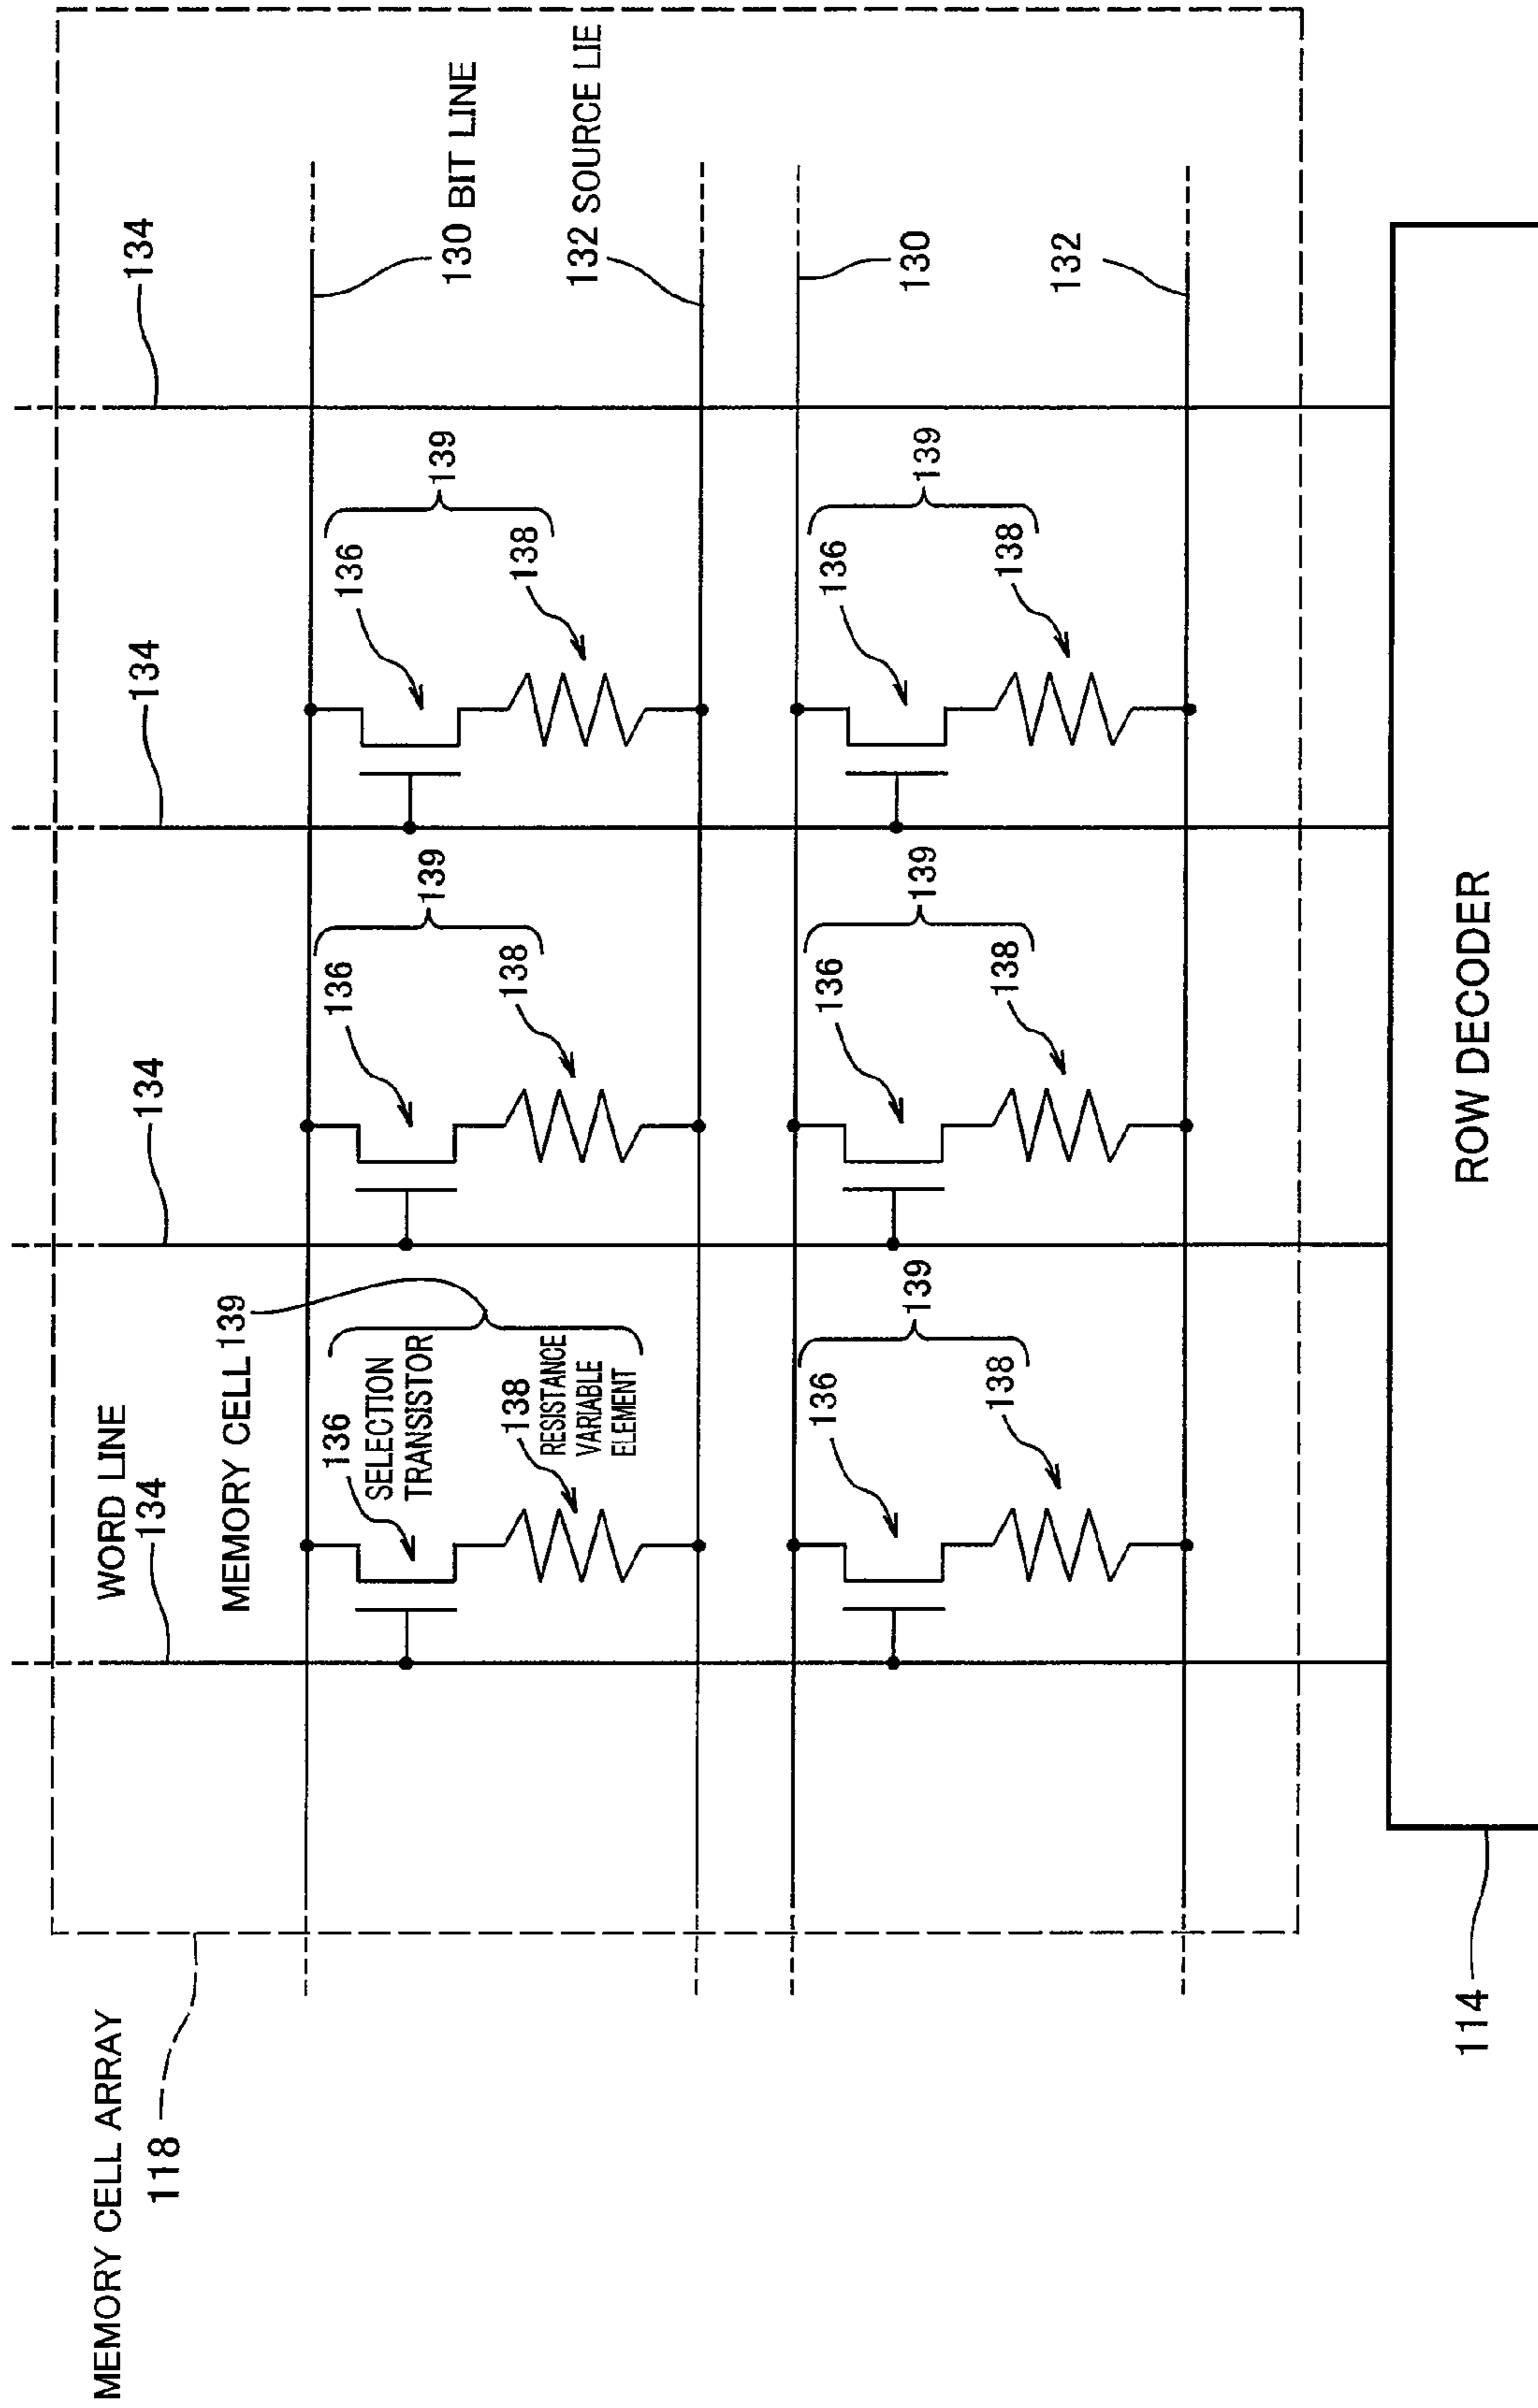 MEMORY CELL ARRAY
118
WORD LINE
134
134
134
134
MEMORY CELL 139
136
SELECTION
TRANSISTOR
138
RESISTANCE
VARIABLE
ELEMENT
136
139
138
136
139
138
130 BIT LINE
132 SOURCE LIE
136
139
138
136
139
138
136
139
138
130
132
114
ROW DECODER